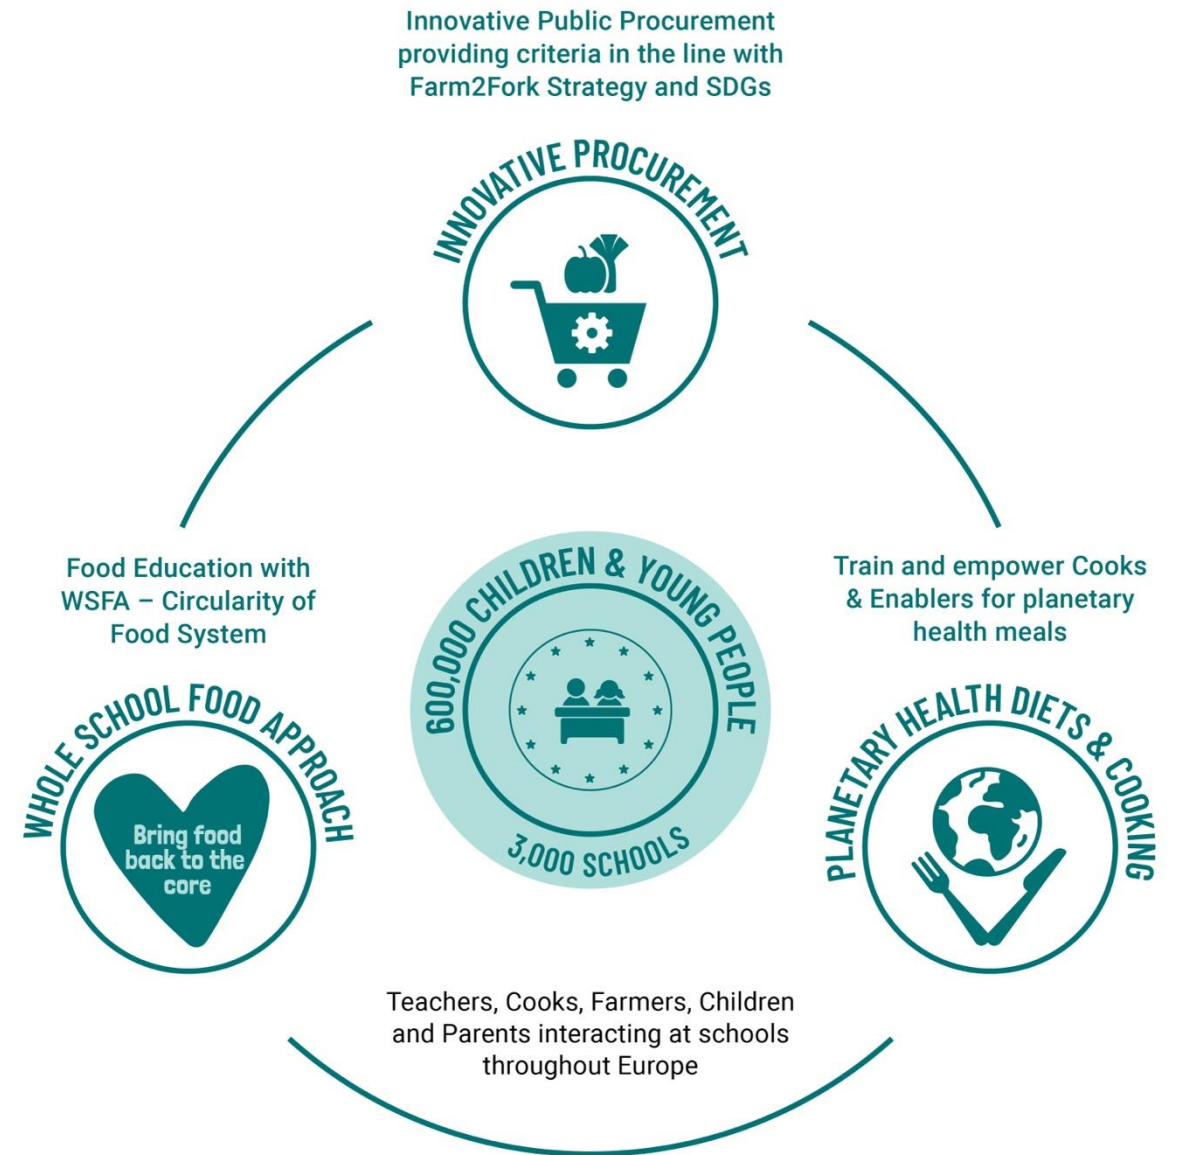 Innovative Public Procurement
providing criteria in the line with
Farm2Fork Strategy and SDGs
INNOVATIVE PROCUREMENT
Food Education with
WSFA – Circularity of
Food System
WHOLE SCHOOL FOOD APPROACH
Bring food
back to the
core
600,000 CHILDREN & YOUNG PEOPLE
3,000 SCHOOLS
Train and empower Cooks
& Enablers for planetary
health meals
PLANETARY HEALTH DIETS & COOKING
Teachers, Cooks, Farmers, Children
and Parents interacting at schools
throughout Europe